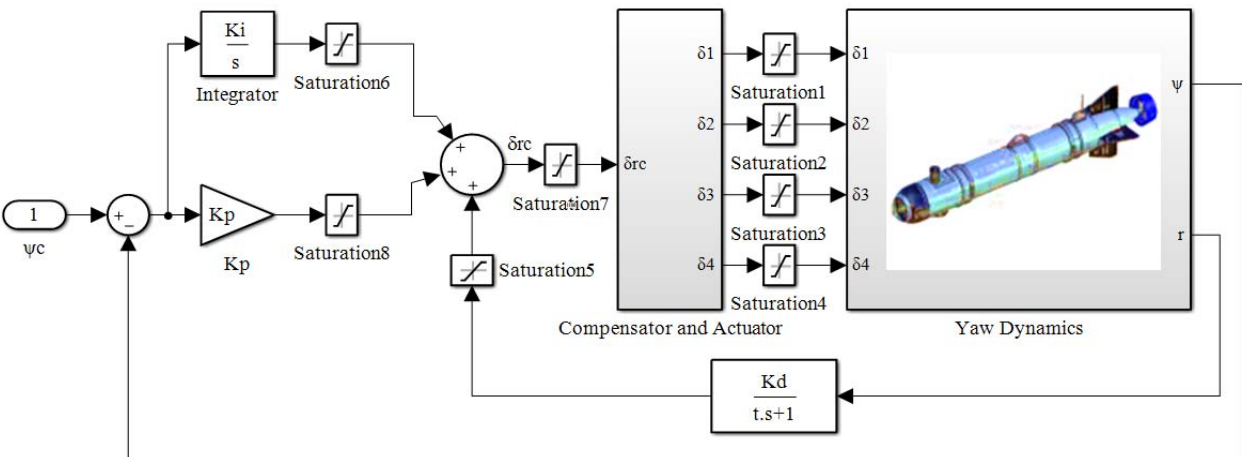 Ki
s
Integrator
Saturation6
1
ψc
+
−
Kp
Kp
Saturation8
+
+
+
δrc
Saturation7
Saturation5
δrc
δ1
δ2
δ3
δ4
Compensator and Actuator
Saturation1
Saturation2
Saturation3
Saturation4
δ1
δ2
δ3
δ4
ψ
r
Yaw Dynamics
Kd
t.s+1